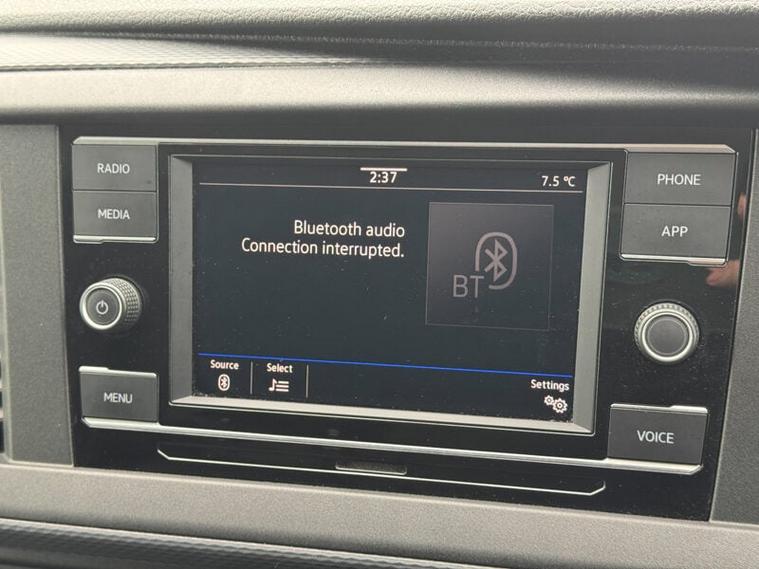 RADIO
MEDIA
MENU
2:37
7.5 °C
Bluetooth audio
Connection interrupted.
BT
Source
Select
Settings
PHONE
APP
VOICE